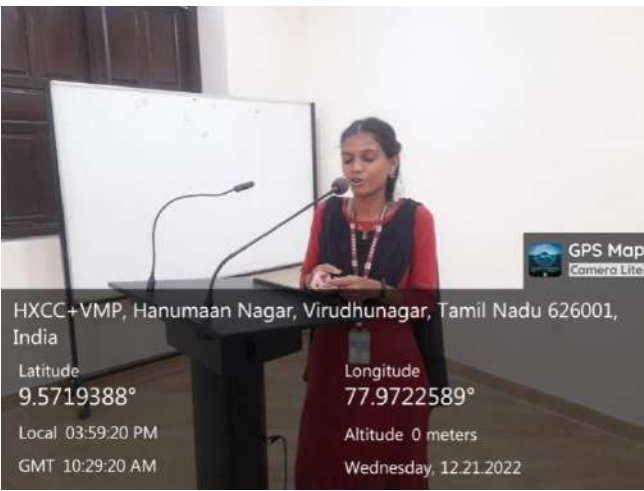 GPS Map
Camera Lite
HXCC+VMP, Hanumaan Nagar, Virudhunagar, Tamil Nadu 626001,
India
Latitude
9.5719388°
Longitude
77.9722589°
Local 03:59:20 PM
Altitude 0 meters
GMT 10:29:20 AM
Wednesday, 12.21.2022